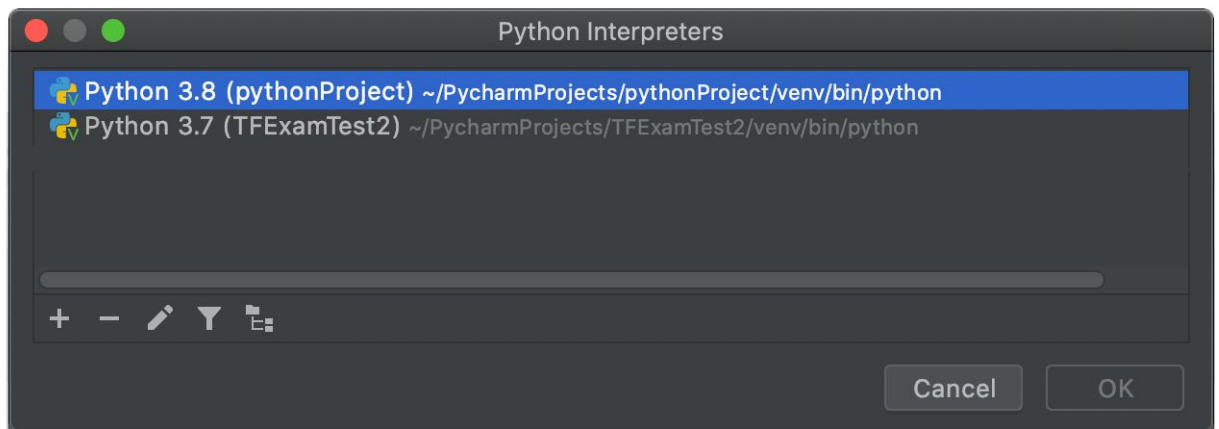 Python Interpreters
Python 3.8 (pythonProject) ~/PycharmProjects/pythonProject/venv/bin/python
Python 3.7 (TFExamTest2) ~/PycharmProjects/TFExamTest2/venv/bin/python
Cancel OK